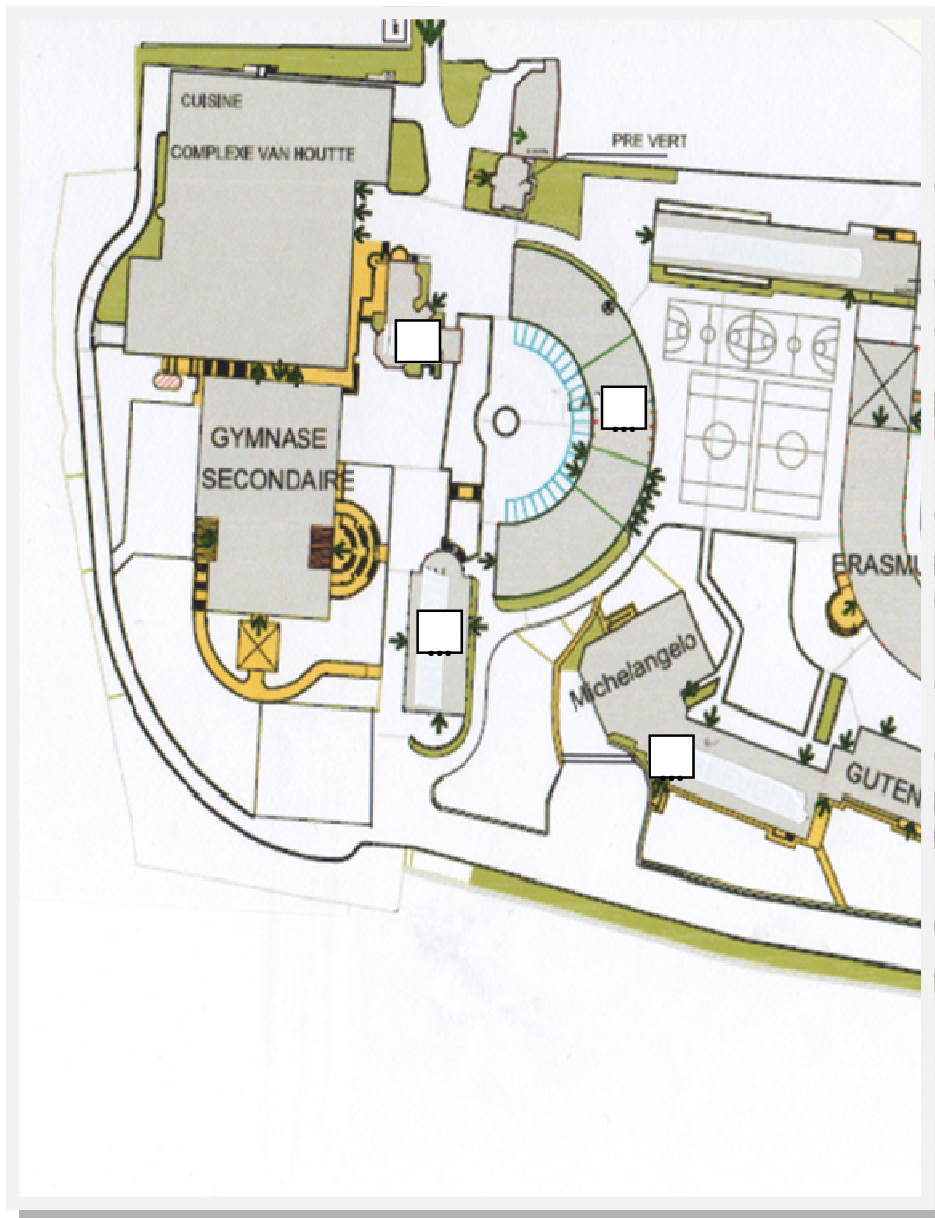 CUISINE
COMPLEXE VAN HOUTTE
PRE VERT
GYMNASE
SECONDAIRE
ERASMU
Michelangelo
GUTEN